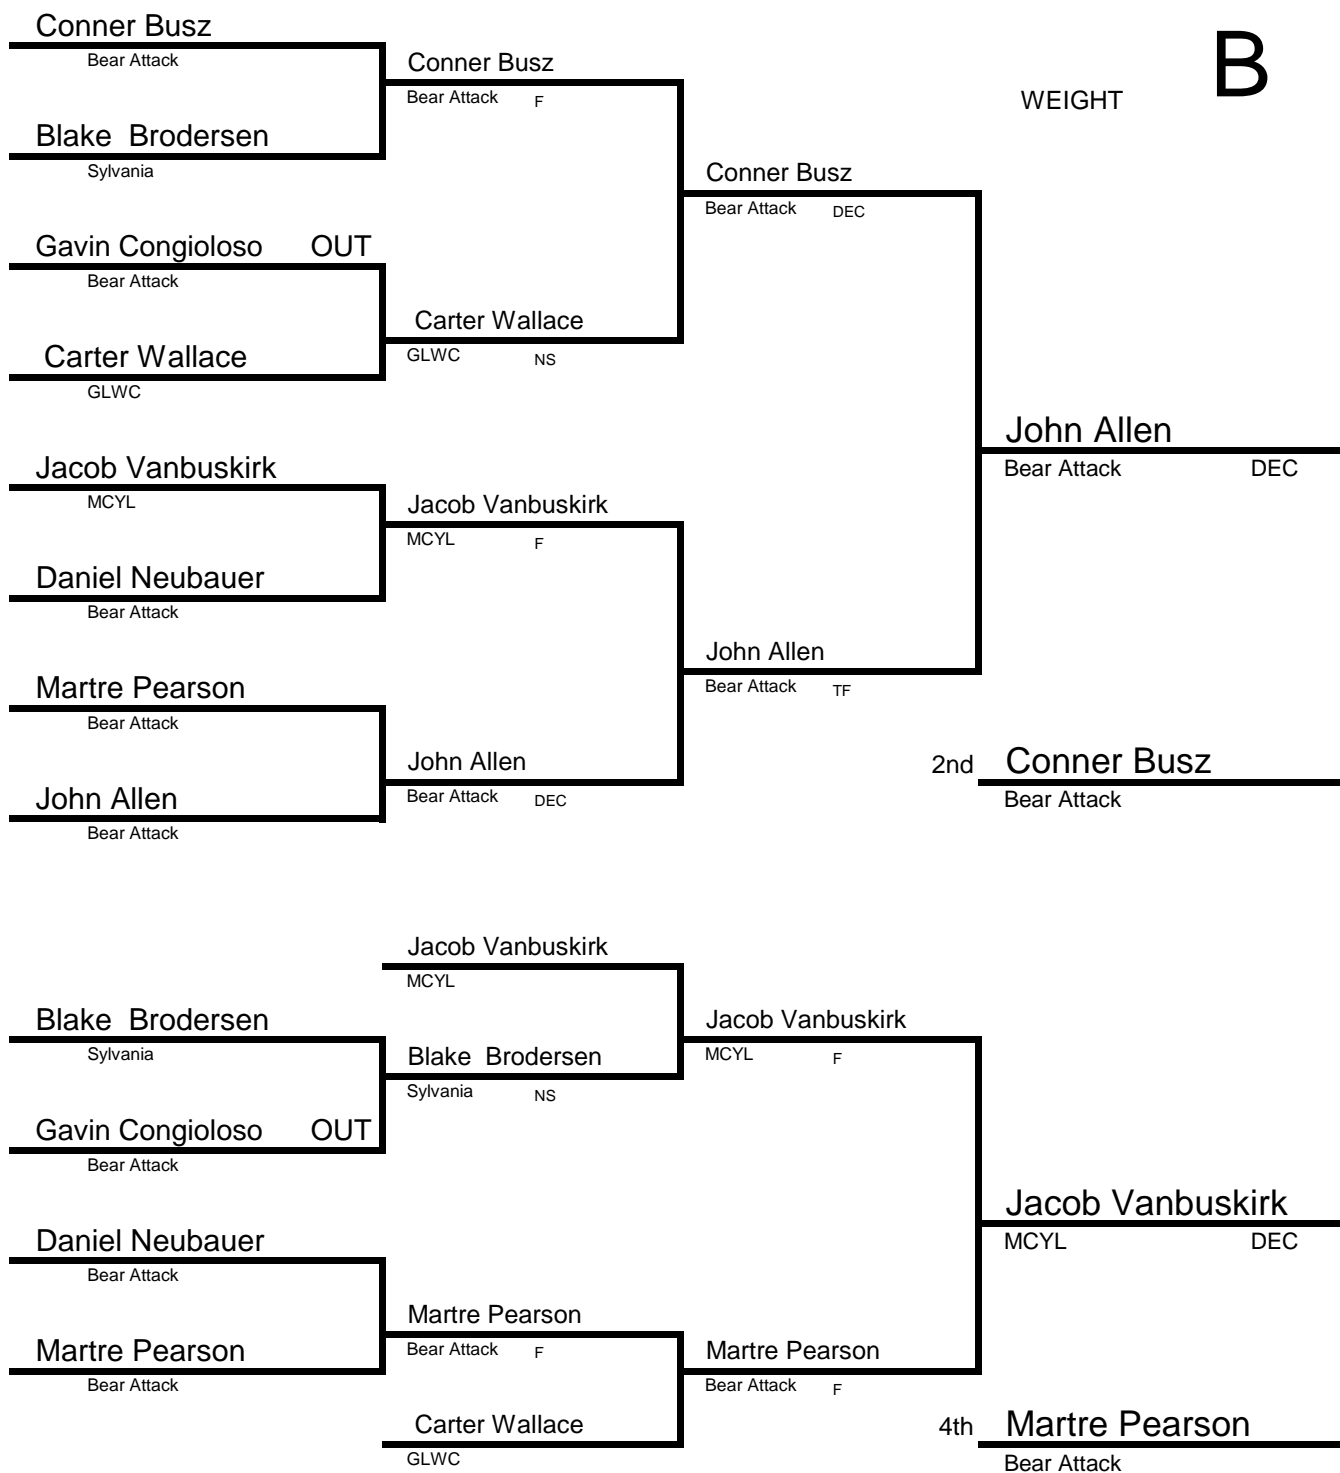 Conner Busz
Bear Attack
Blake  Brodersen
Sylvania
Gavin Congioloso OUT
Bear Attack
Carter Wallace
GLWC
Jacob Vanbuskirk
MCYL
Daniel Neubauer
Bear Attack
Martre Pearson
Bear Attack
John Allen
Bear Attack
Conner Busz
Bear Attack F
Carter Wallace
GLWC NS
Jacob Vanbuskirk
MCYL F
John Allen
Bear Attack DEC
Conner Busz
Bear Attack DEC
John Allen
Bear Attack TF
WEIGHT B
John Allen
Bear Attack DEC
2nd Conner Busz
Bear Attack
Blake  Brodersen
Sylvania
Gavin Congioloso OUT
Bear Attack
Daniel Neubauer
Bear Attack
Martre Pearson
Bear Attack
Jacob Vanbuskirk
MCYL
Blake  Brodersen
Sylvania NS
Martre Pearson
Bear Attack F
Carter Wallace
GLWC
Jacob Vanbuskirk
MCYL F
Martre Pearson
Bear Attack F
Jacob Vanbuskirk
MCYL DEC
4th Martre Pearson
Bear Attack